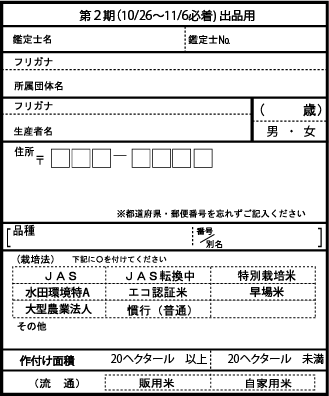 第２期(10/26～11/6必着)出品用
鑑定士名 鑑定士No.
フリガナ
所属団体名
フリガナ （　　歳）
生産者名 男 ・ 女
住所
〒 □□□―□□□□
※都道府県・郵便番号を忘れずご記入ください
[品種 番号／別名 ]
（栽培法） 下記に○を付けてください
ＪＡＳ ＪＡＳ転換中 特別栽培米
水田環境特A エコ認証米 早場米
大型農業法人 慣行（普通）
その他
作付け面積 20ヘクタール 以上 20ヘクタール 未満
（流　通） 販用米 自家用米